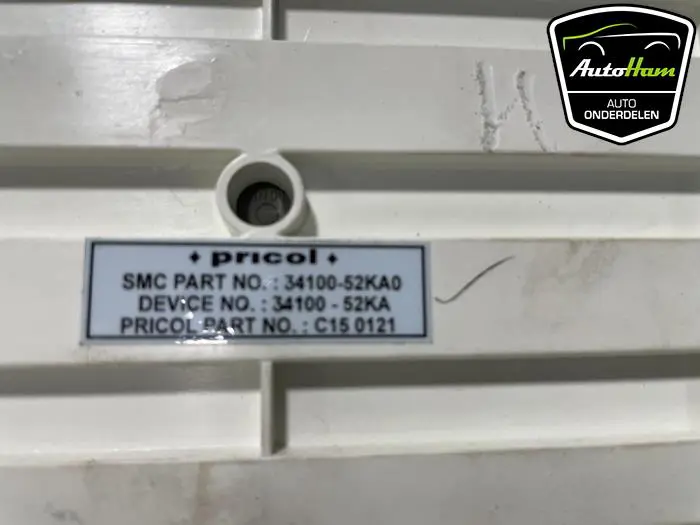 AutoHam
AUTO
ONDERDELEN
W
pricol
SMC PART NO. : 34100-52KA0
DEVICE NO. : 34100 - 52KA
PRICOL PART NO. : C15 0121